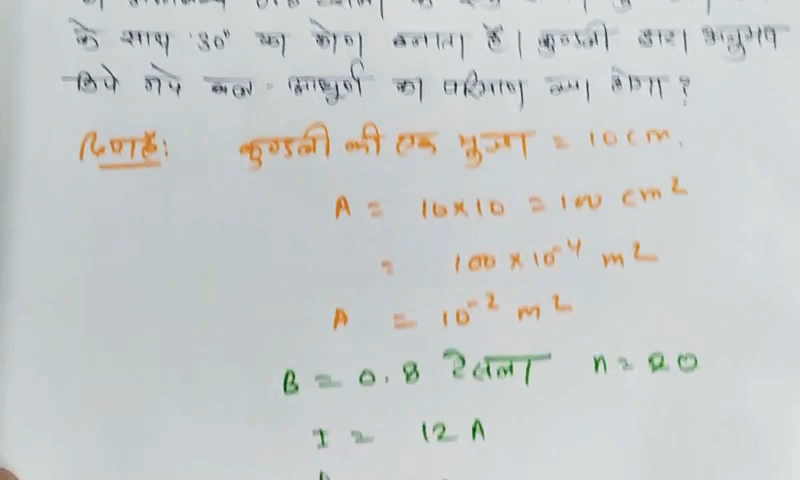 के साथ 30° का कोण बनाता है। कुण्डली द्वारा अनुभव
किये गये बल-आघूर्ण का परिमाण क्या होगा?
दिया है: कुण्डली की एक भुजा = 10 cm.
A = 10×10 = 100 cm²
= 100 × 10⁻⁴ m²
A = 10⁻² m²
B = 0.8 टेसला n = 20
I = 12 A